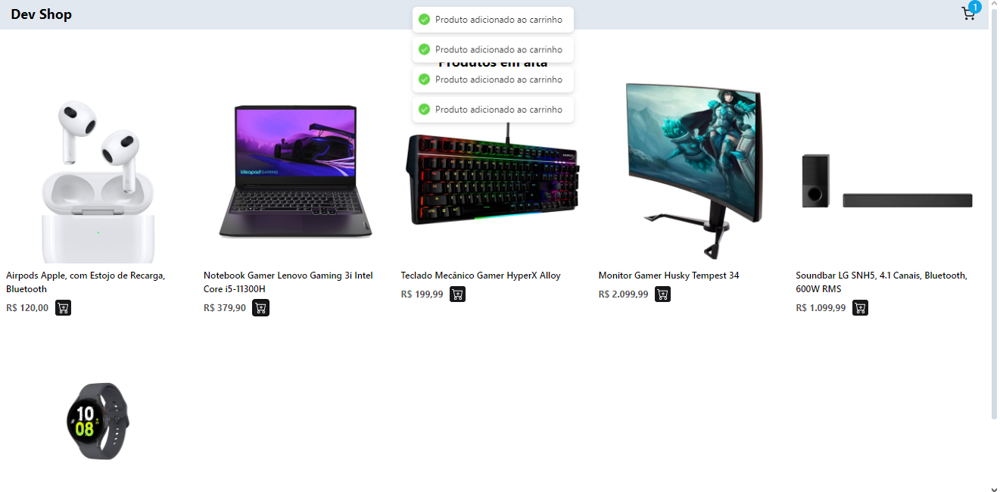 Dev Shop
1
Produto adicionado ao carrinho
Produto adicionado ao carrinho
Produtos em alta
Produto adicionado ao carrinho
Produto adicionado ao carrinho
ideapad GAMING
Airpods Apple, com Estojo de Recarga,
Bluetooth
R$ 120,00
Notebook Gamer Lenovo Gaming 3i Intel
Core i5-11300H
R$ 379,90
Teclado Mecânico Gamer HyperX Alloy
R$ 199,99
Monitor Gamer Husky Tempest 34
R$ 2.099,99
Soundbar LG SNH5, 4.1 Canais, Bluetooth,
600W RMS
R$ 1.099,99
10
08